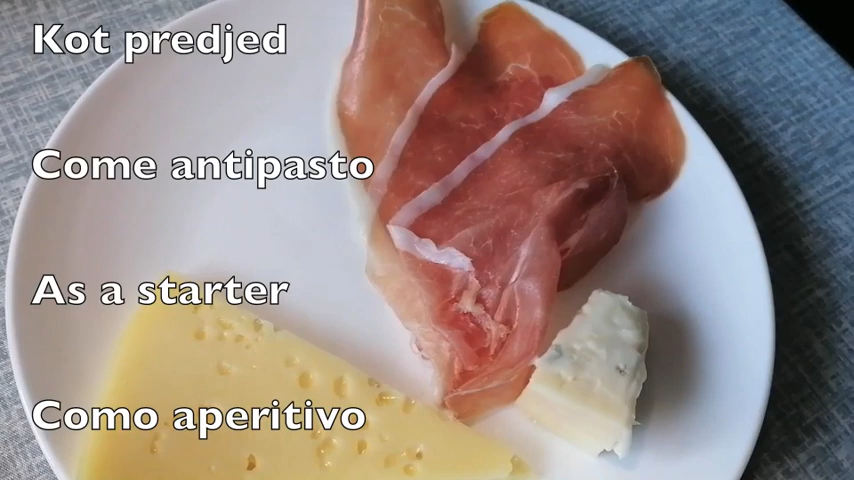 Kot predjed
Come antipasto
As a starter
Como aperitivo